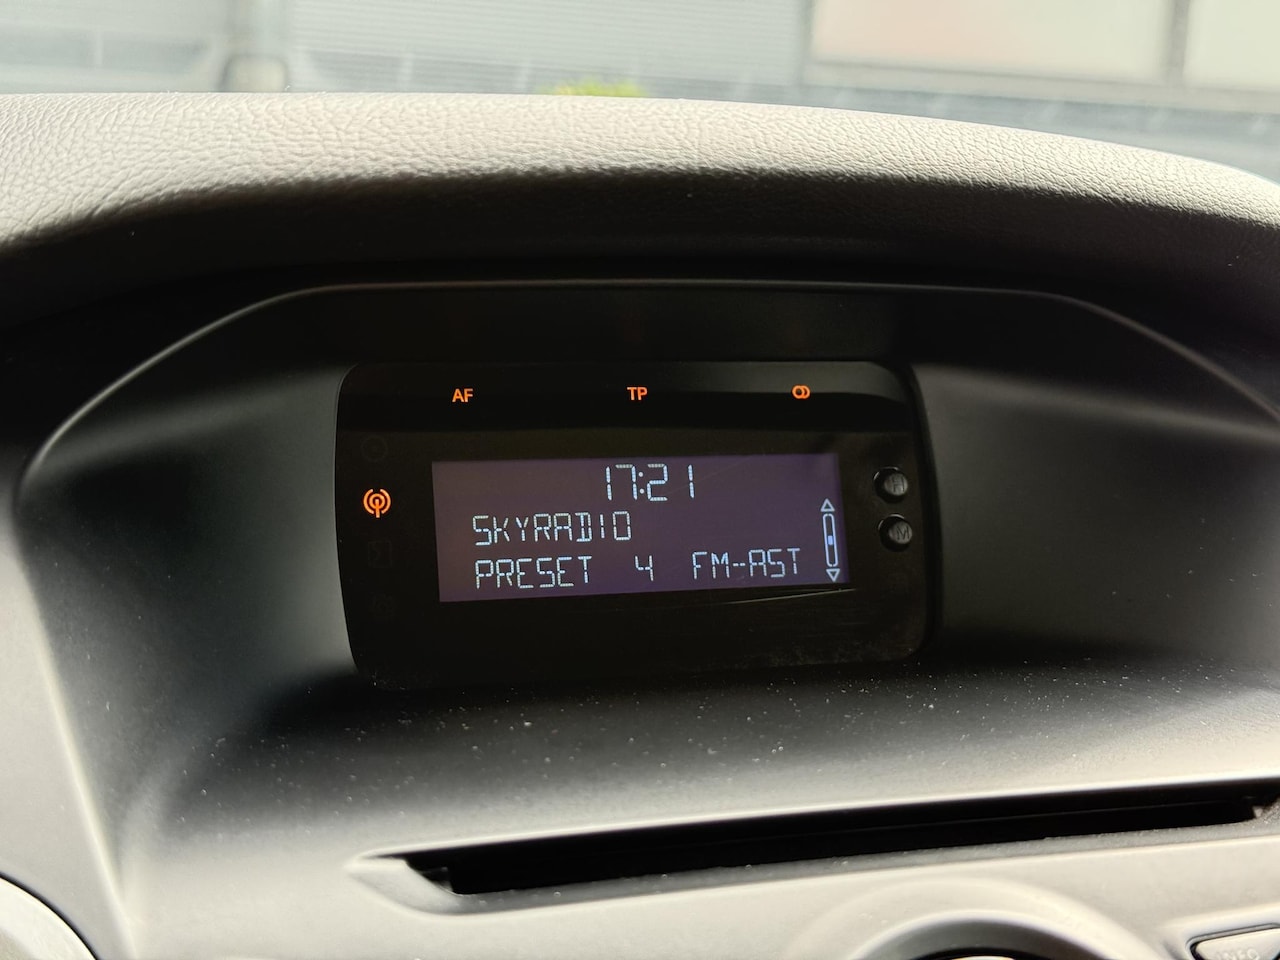 AF TP
17:21
H
SKYRADIO
M
PRESET 4 FM-AST